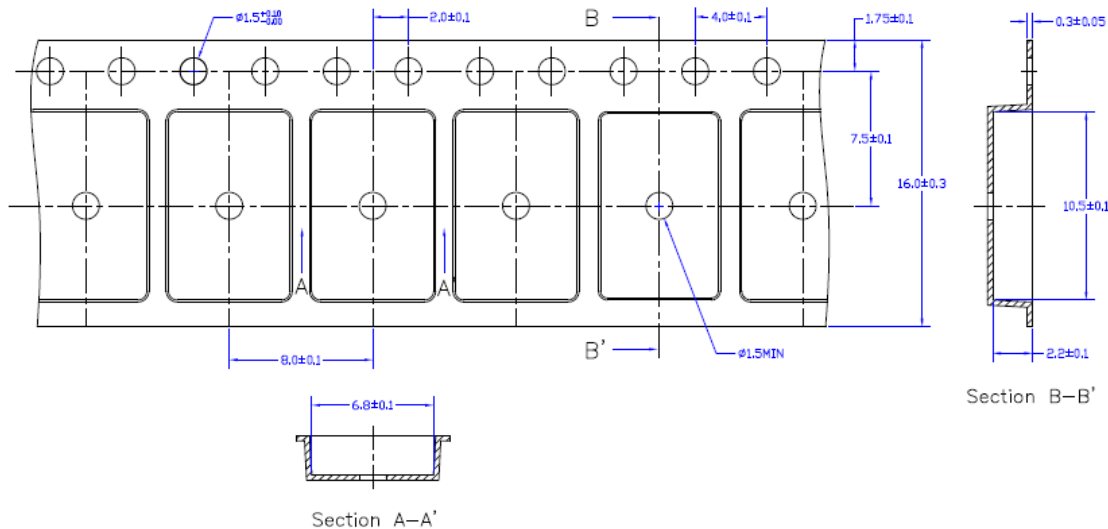 ø1.5+0.10 -0.00
2.0±0.1
B
4.0±0.1
1.75±0.1
0.3±0.05
7.5±0.1
16.0±0.3
10.5±0.1
A
A'
8.0±0.1
B'
ø1.5MIN
2.2±0.1
Section B-B'
6.8±0.1
Section A-A'